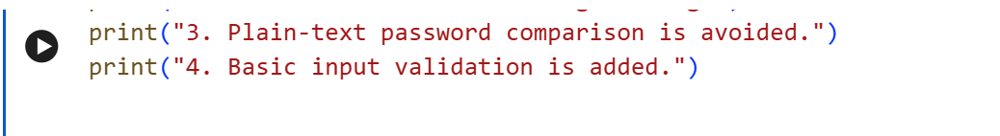 print("3. Plain-text password comparison is avoided.")
print("4. Basic input validation is added.")